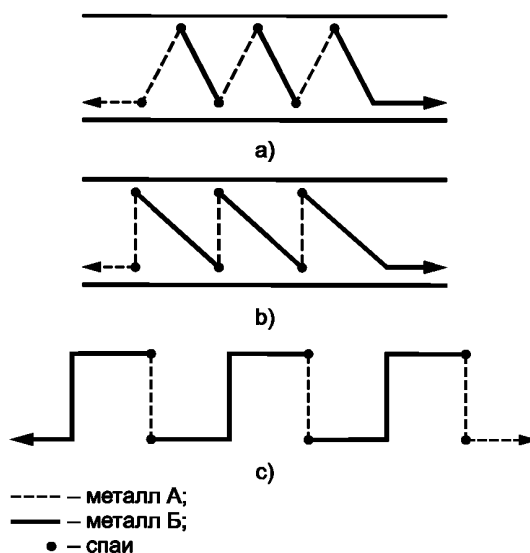 а)
b)
c)
– металл А;
– металл Б;
– спаи